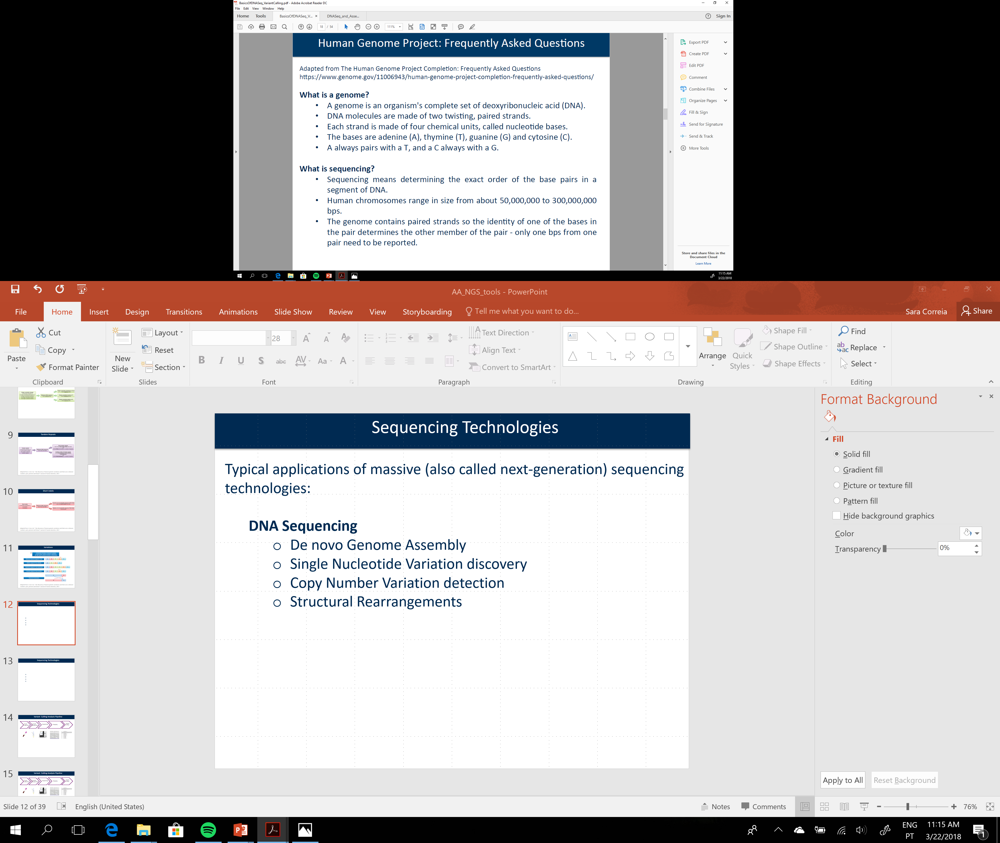 BasicsOfDNASeq_VariantCalling.pdf - Adobe Acrobat Reader DC
File Edit View Window Help
Home Tools BasicsOfDNASeq_V... × DNASeq_and_Asse... Sign In
18 / 54 111%
Human Genome Project: Frequently Asked Questions
Adapted from The Human Genome Project Completion: Frequently Asked Questions
https://www.genome.gov/11006943/human-genome-project-completion-frequently-asked-questions/
What is a genome?
• A genome is an organism's complete set of deoxyribonucleic acid (DNA).
• DNA molecules are made of two twisting, paired strands.
• Each strand is made of four chemical units, called nucleotide bases.
• The bases are adenine (A), thymine (T), guanine (G) and cytosine (C).
• A always pairs with a T, and a C always with a G.
What is sequencing?
• Sequencing means determining the exact order of the base pairs in a
segment of DNA.
• Human chromosomes range in size from about 50,000,000 to 300,000,000
bps.
• The genome contains paired strands so the identity of one of the bases in
the pair determines the other member of the pair - only one bps from one
pair need to be reported.
Export PDF
Create PDF
Edit PDF
Comment
Combine Files
Organize Pages
Fill & Sign
Send for Signature
Send & Track
More Tools
Store and share files in the
Document Cloud
Learn More
11:15 AM
3/22/2018
AA_NGS_tools - PowerPoint
File Home Insert Design Transitions Animations Slide Show Review View Storyboarding Tell me what you want to do... Sara Correia Share
Paste
Cut
Copy
Format Painter
Clipboard
New
Slide
Layout
Reset
Section
Slides
28
B I U S abc AV Aa A
Font
Text Direction
Align Text
Convert to SmartArt
Paragraph
Arrange
Quick
Styles
Shape Fill
Shape Outline
Shape Effects
Drawing
Find
Replace
Select
Editing
9
Tandem Repeats
10
Short indels
11
Variations
12
Sequencing Technologies
13
Sequencing Technologies
14
Variant Calling Analysis Pipeline
15
Variant Calling Analysis Pipeline
Sequencing Technologies
Typical applications of massive (also called next-generation) sequencing
technologies:
DNA Sequencing
o De novo Genome Assembly
o Single Nucleotide Variation discovery
o Copy Number Variation detection
o Structural Rearrangements
Format Background
Fill
Solid fill
Gradient fill
Picture or texture fill
Pattern fill
Hide background graphics
Color
Transparency 0%
Apply to All Reset Background
Slide 12 of 39 English (United States) Notes Comments 76%
ENG
PT
11:15 AM
3/22/2018
1